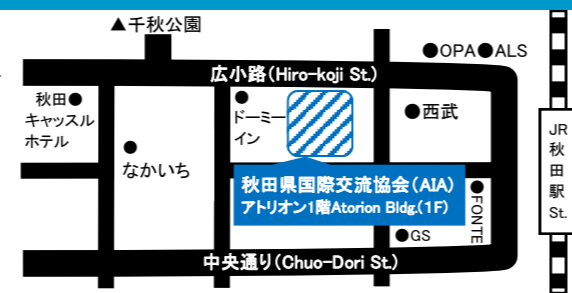 ▲千秋公園
●OPA●ALS
広小路(Hiro-koji St.)
秋田●
キャッスル
ホテル
●
なかいち
●
ドーミー
イン
●西武
JR
秋
田
駅
St.
秋田県国際交流協会(AIA)
アトリオン1階Atorion Bldg.(1F)
●FONTE
●GS
中央通り(Chuo-Dori St.)